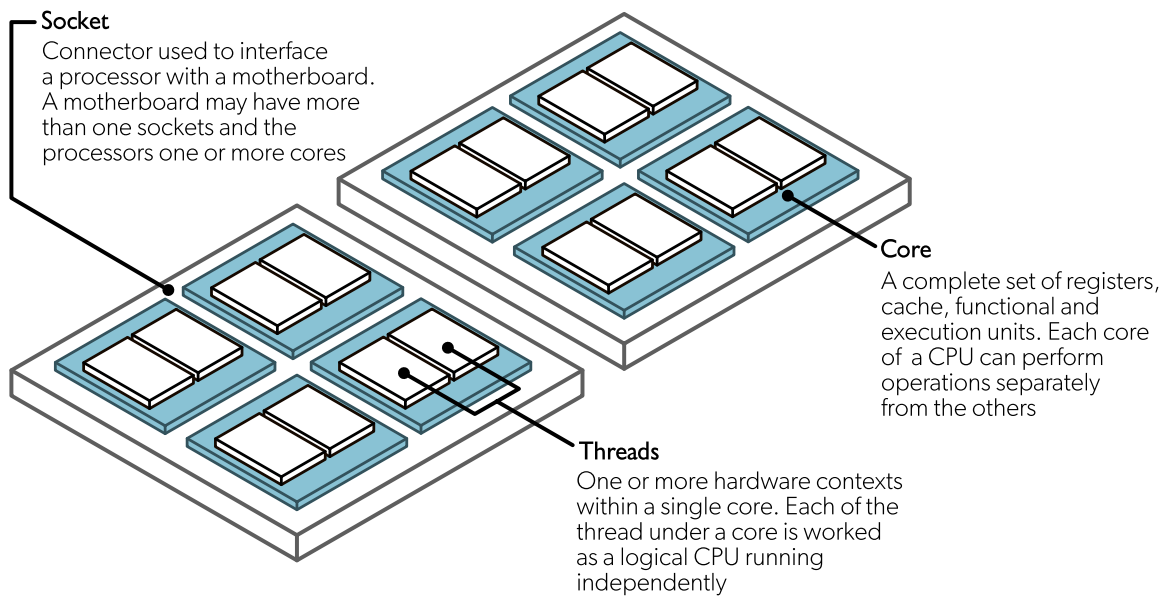 Socket
Connector used to interface
a processor with a motherboard.
A motherboard may have more
than one sockets and the
processors one or more cores
Core
A complete set of registers,
cache, functional and
execution units. Each core
of a CPU can perform
operations separately
from the others
Threads
One or more hardware contexts
within a single core. Each of the
thread under a core is worked
as a logical CPU running
independently